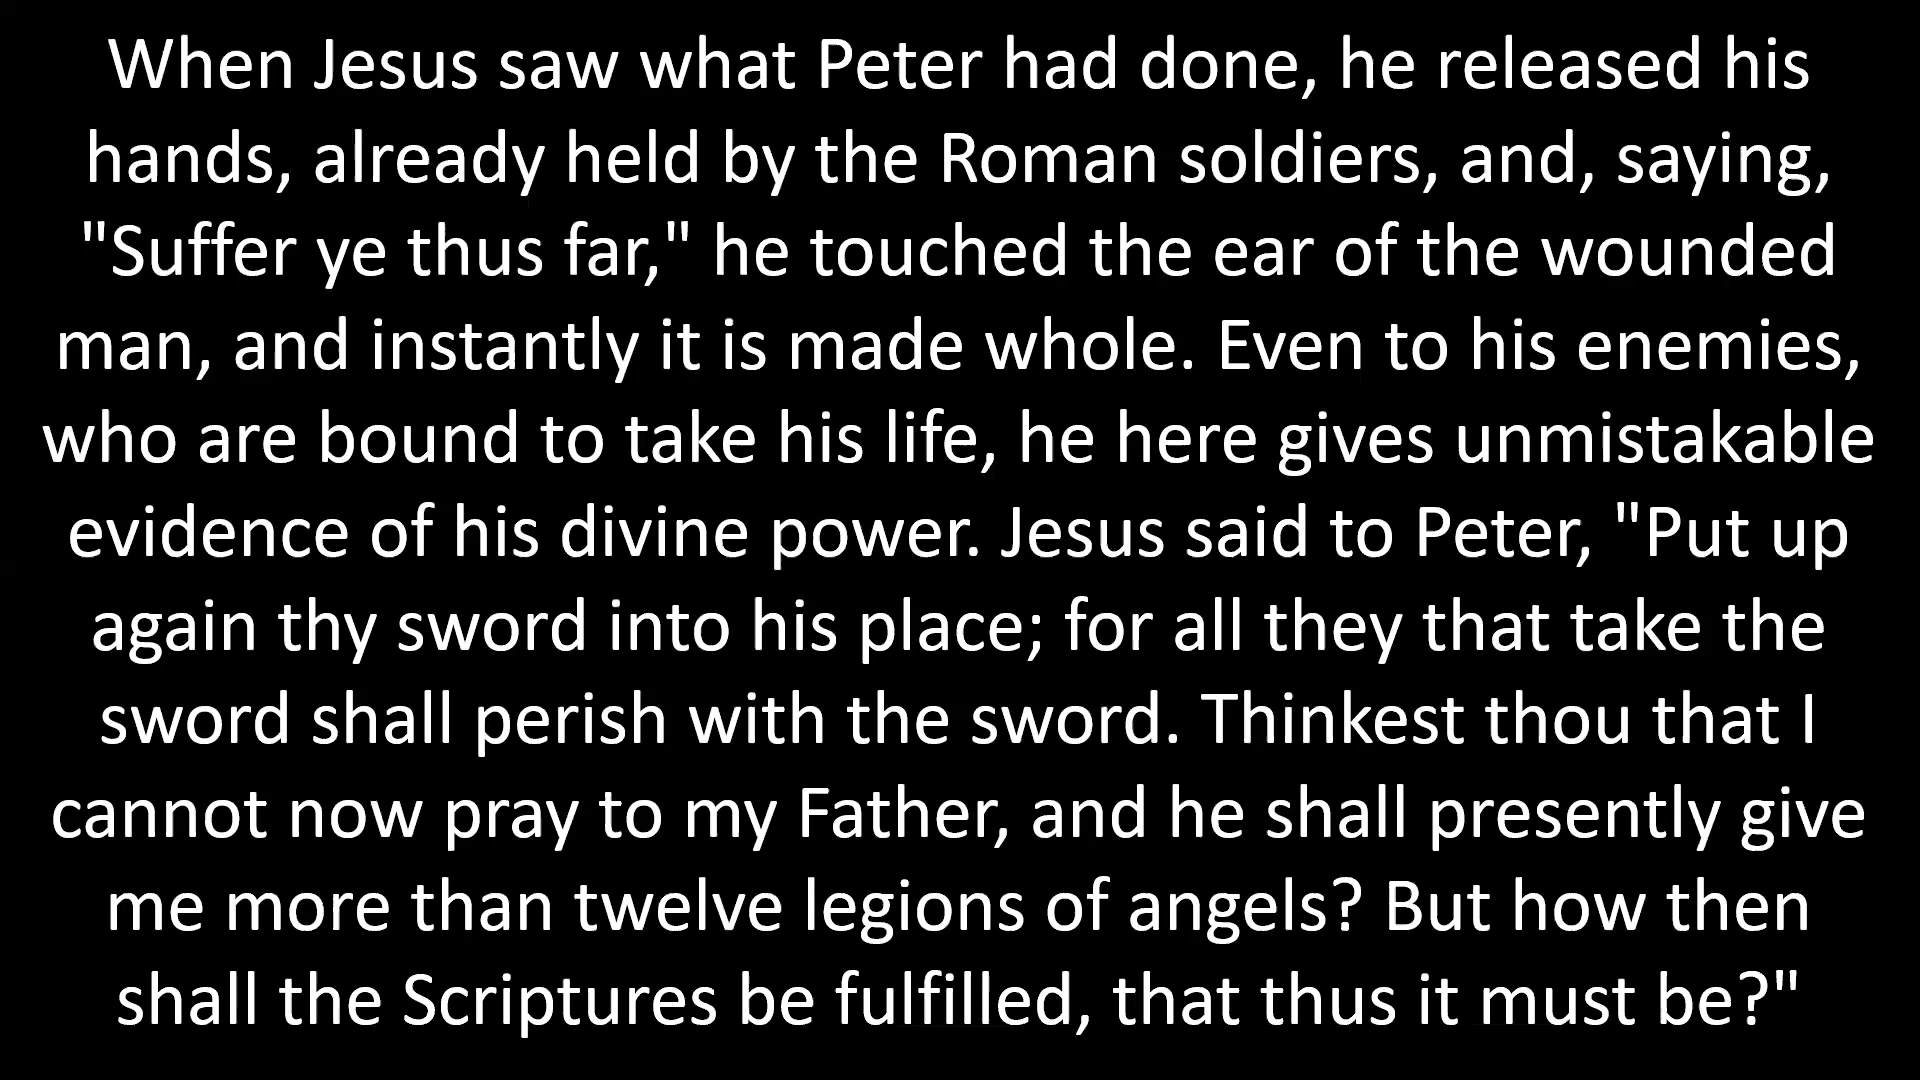 When Jesus saw what Peter had done, he released his
hands, already held by the Roman soldiers, and, saying,
"Suffer ye thus far," he touched the ear of the wounded
man, and instantly it is made whole. Even to his enemies,
who are bound to take his life, he here gives unmistakable
evidence of his divine power. Jesus said to Peter, "Put up
again thy sword into his place; for all they that take the
sword shall perish with the sword. Thinkest thou that I
cannot now pray to my Father, and he shall presently give
me more than twelve legions of angels? But how then
shall the Scriptures be fulfilled, that thus it must be?"